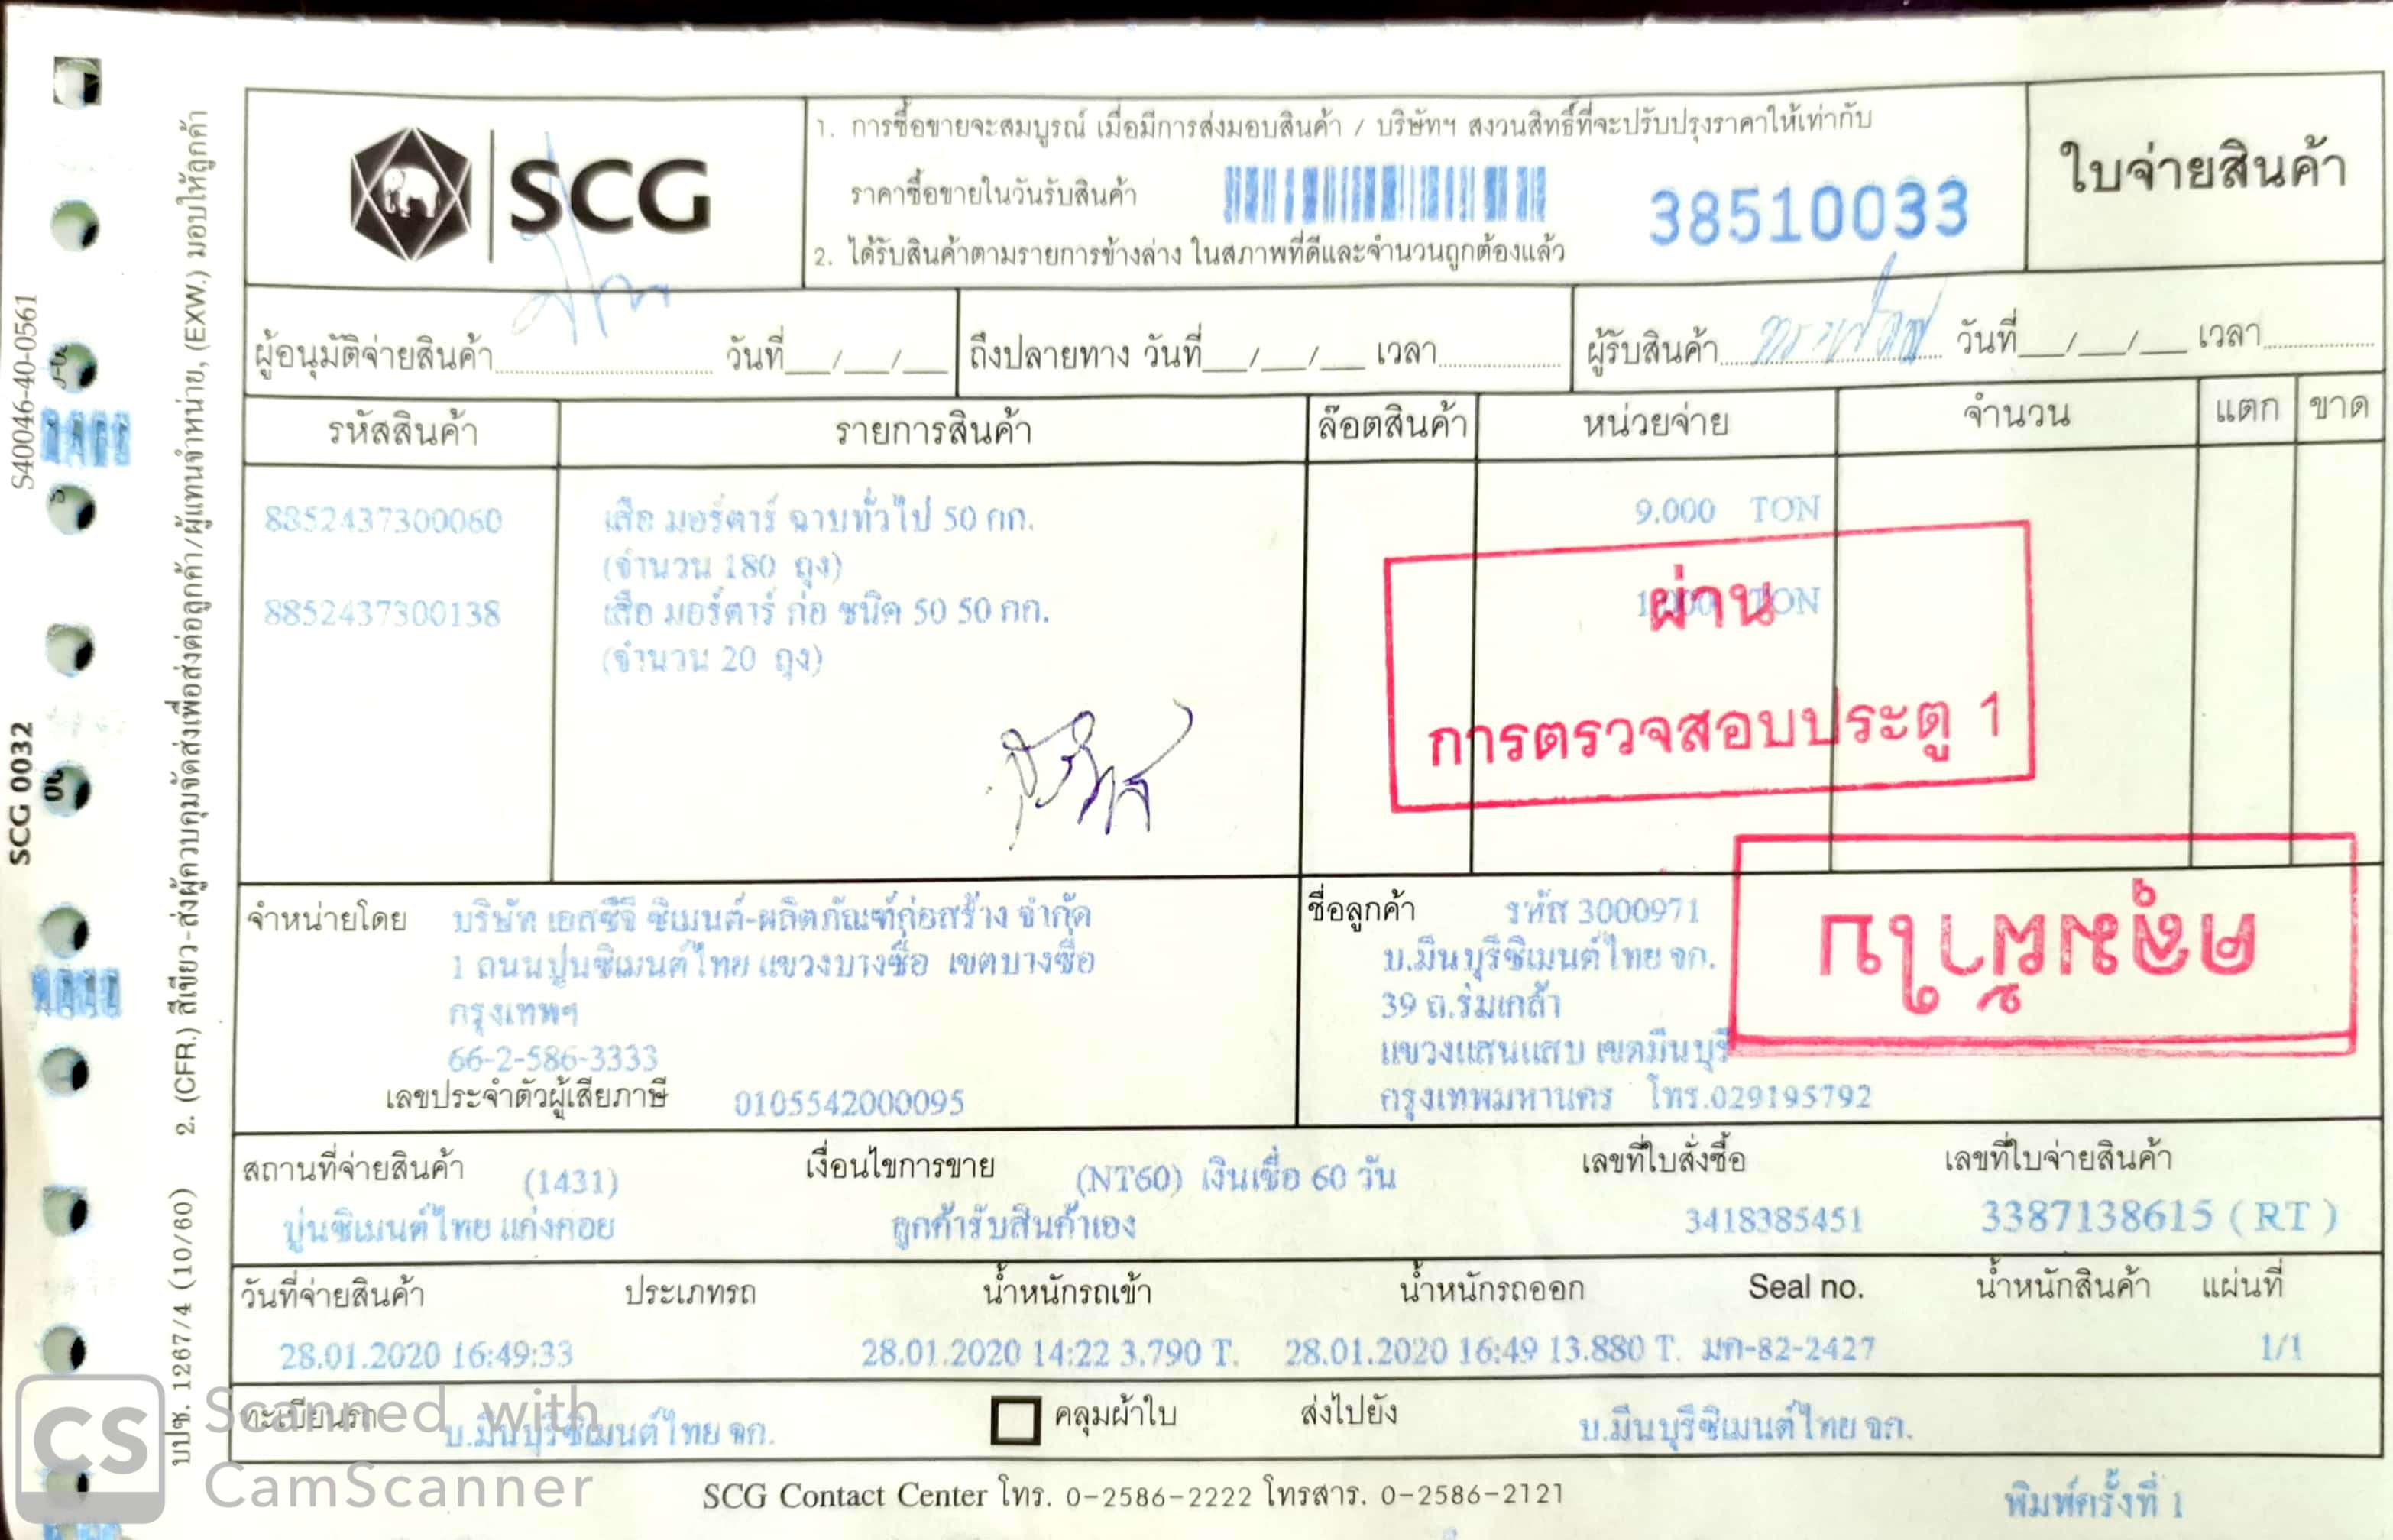 SCG
1. การซื้อขายจะสมบูรณ์ เมื่อมีการส่งมอบสินค้า / บริษัทฯ สงวนสิทธิ์ที่จะปรับปรุงราคาให้เท่ากับ
ราคาซื้อขายในวันรับสินค้า
38510033
2. ได้รับสินค้าตามรายการข้างล่าง ในสภาพที่ดีและจำนวนถูกต้องแล้ว
ใบจ่ายสินค้า
ผู้อนุมัติจ่ายสินค้า วันที่__/__/__ ถึงปลายทาง วันที่__/__/__ เวลา ผู้รับสินค้า วันที่__/__/__ เวลา
รหัสสินค้า รายการสินค้า ล๊อตสินค้า หน่วยจ่าย จำนวน แตก ขาด
8852437300060 เสือ มอร์ตาร์ ฉาบทั่วไป 50 กก. 9.000 TON
(จำนวน 180 ถุง)
8852437300138 เสือ มอร์ตาร์ ก่อ ชนิด 50 50 กก. TON
(จำนวน 20 ถุง)
ผ่าน
การตรวจสอบประตู 1
จำหน่ายโดย บริษัท เอสซีจี ซิเมนต์-ผลิตภัณฑ์ก่อสร้าง จำกัด
1 ถนนปูนซิเมนต์ไทย แขวงบางซื่อ เขตบางซื่อ
กรุงเทพฯ
66-2-586-3333
เลขประจำตัวผู้เสียภาษี 0105542000095
ชื่อลูกค้า รหัส 3000971
บ.มีนบุรีซิเมนต์ไทย จก.
39 ถ.ร่มเกล้า
แขวงแสนแสบ เขตมีนบุรี
กรุงเทพมหานคร โทร.029195792
คลุมผ้าใบ
สถานที่จ่ายสินค้า (1431) เงื่อนไขการขาย (NT60) เงินเชื่อ 60 วัน เลขที่ใบสั่งซื้อ เลขที่ใบจ่ายสินค้า
ปูนซิเมนต์ไทย แก่งคอย ลูกค้ารับสินค้าเอง 3418385451 3387138615 ( RT )
วันที่จ่ายสินค้า ประเภทรถ น้ำหนักรถเข้า น้ำหนักรถออก Seal no. น้ำหนักสินค้า แผ่นที่
28.01.2020 16:49:33 28.01.2020 14:22 3.790 T. 28.01.2020 16:49 13.880 T. มค-82-2427 1/1
ทะเบียนรถ บ.มีนบุรีซิเมนต์ไทย จก. คลุมผ้าใบ ส่งไปยัง บ.มีนบุรีซิเมนต์ไทย จก.
SCG Contact Center โทร. 0-2586-2222 โทรสาร. 0-2586-2121
พิมพ์ครั้งที่ 1
S40046-40-0561
SCG 0032
บปซ. 1267/4 (10/60) 2. (CFR.) สีเขียว-ส่งผู้ควบคุมจัดส่งเพื่อส่งต่อลูกค้า/ผู้แทนจำหน่าย, (EXW.) มอบให้ลูกค้า
CS
Scanned with
CamScanner